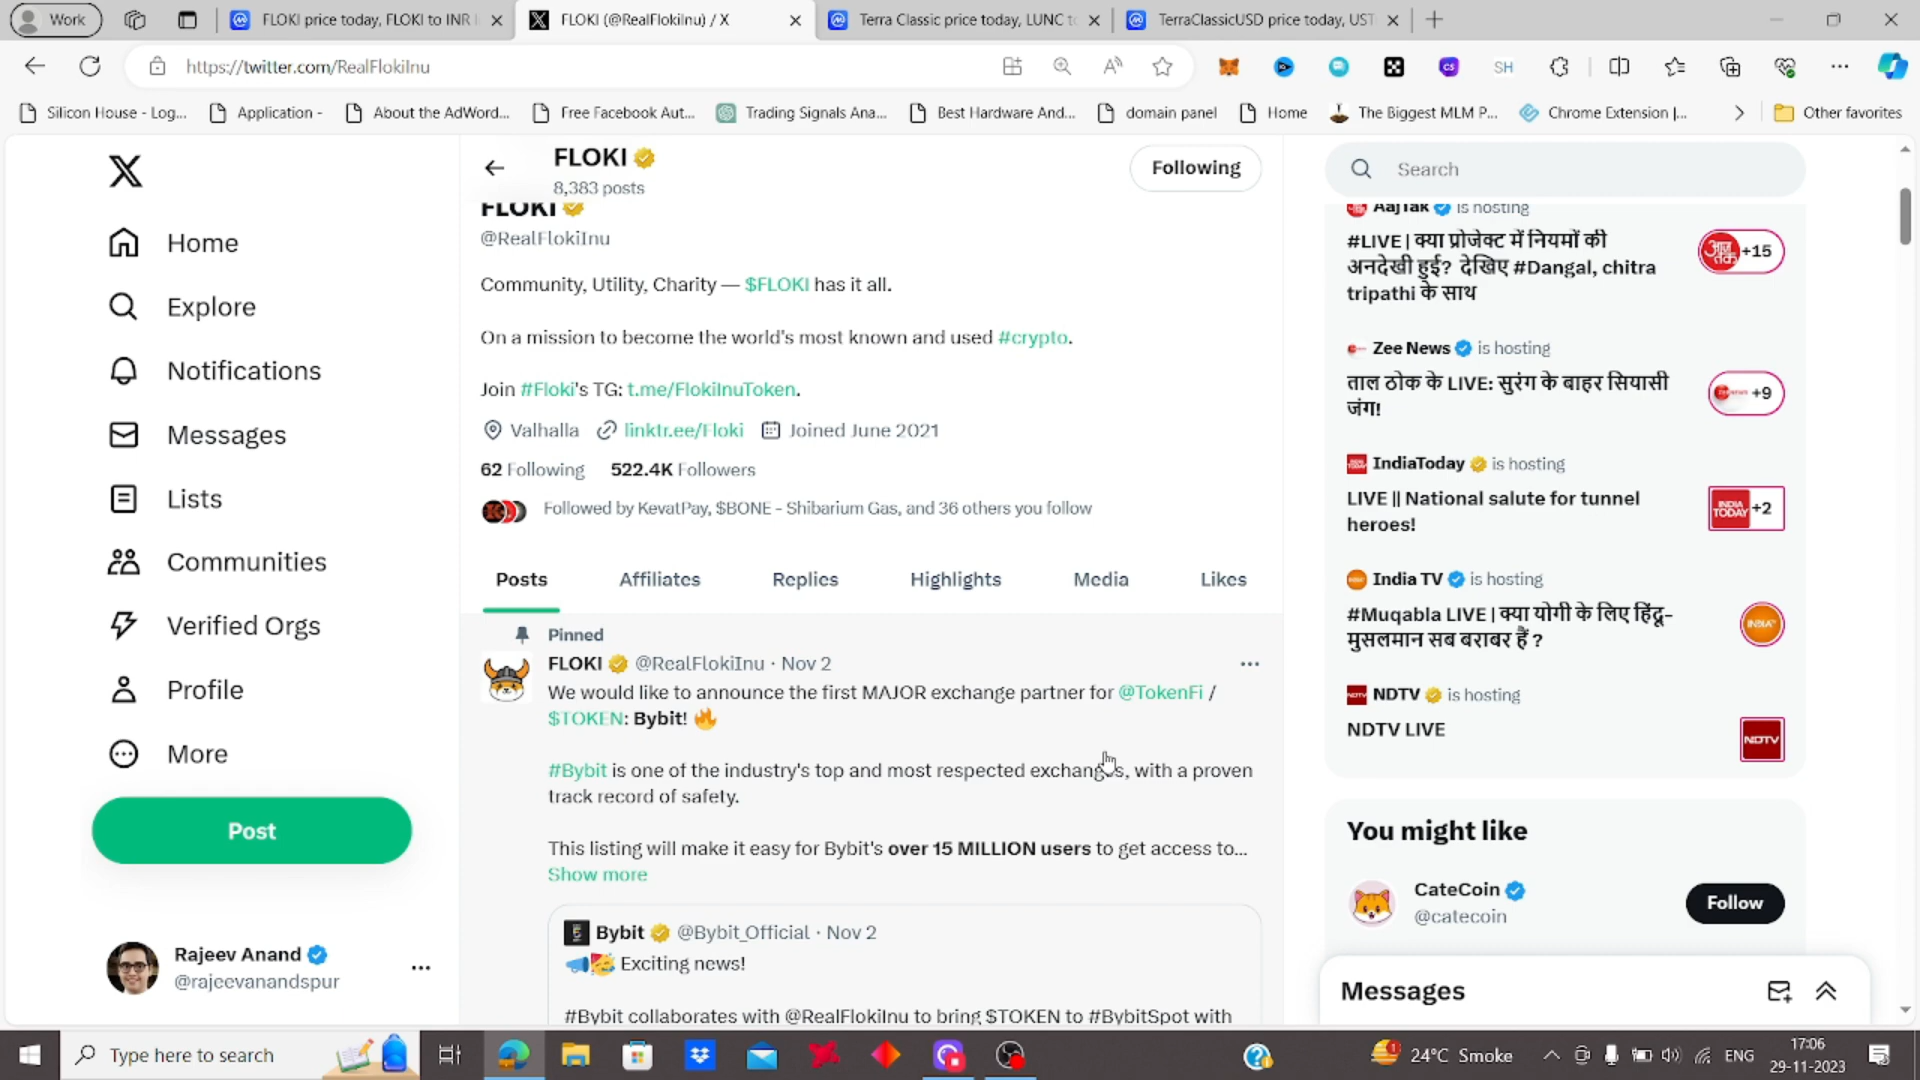 Work
FLOKI price today, FLOKI to INR
FLOKI (@RealFlokiInu) / X
Terra Classic price today, LUNC to
TerraClassicUSD price today, UST
https://twitter.com/RealFlokiInu
Silicon House - Log...
Application -
About the AdWord...
Free Facebook Aut...
Trading Signals Ana...
Best Hardware And...
domain panel
Home
The Biggest MLM P...
Chrome Extension |...
Other favorites
Home
Explore
Notifications
Messages
Lists
Communities
Verified Orgs
Profile
More
Post
Rajeev Anand
@rajeevanandspur
FLOKI
8,383 posts
Following
FLOKI
@RealFlokiInu
Community, Utility, Charity — $FLOKI has it all.
On a mission to become the world's most known and used #crypto.
Join #Floki's TG: t.me/FlokiInuToken.
Valhalla linktr.ee/Floki Joined June 2021
62 Following 522.4K Followers
Followed by KevatPay, $BONE - Shibarium Gas, and 36 others you follow
Posts Affiliates Replies Highlights Media Likes
Pinned
FLOKI @RealFlokiInu · Nov 2
We would like to announce the first MAJOR exchange partner for @TokenFi /
$TOKEN: Bybit! 🔥
#Bybit is one of the industry's top and most respected exchanges, with a proven
track record of safety.
This listing will make it easy for Bybit's over 15 MILLION users to get access to...
Show more
Bybit @Bybit_Official · Nov 2
📣🥳 Exciting news!
#Bybit collaborates with @RealFlokiInu to bring $TOKEN to #BybitSpot with
Search
AajTak is hosting
#LIVE | क्या प्रोजेक्ट में नियमों की
अनदेखी हुई? देखिए #Dangal, chitra
tripathi के साथ
+15
Zee News is hosting
ताल ठोक के LIVE: सुरंग के बाहर सियासी
जंग!
+9
IndiaToday is hosting
LIVE || National salute for tunnel
heroes!
INDIA TODAY +2
India TV is hosting
#Muqabla LIVE | क्या योगी के लिए हिंदू-
मुसलमान सब बराबर हैं ?
NDTV is hosting
NDTV LIVE
NDTV
You might like
CateCoin
@catecoin
Follow
Messages
Type here to search
24°C Smoke
ENG
17:06
29-11-2023